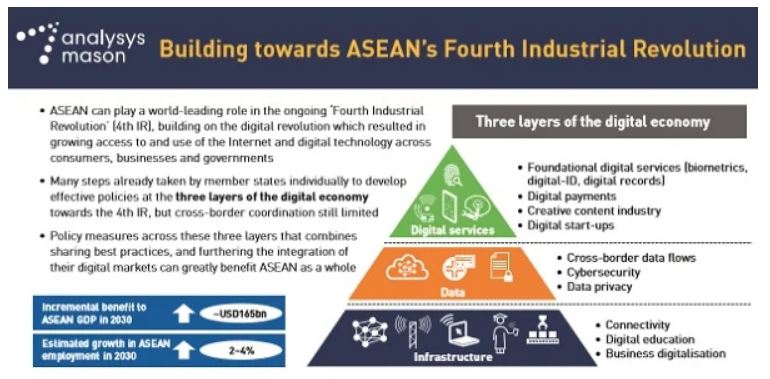 analysys
mason
Building towards ASEAN's Fourth Industrial Revolution
• ASEAN can play a world-leading role in the ongoing 'Fourth Industrial
Revolution' (4th IR), building on the digital revolution which resulted in
growing access to and use of the Internet and digital technology across
consumers, businesses and governments
• Many steps already taken by member states individually to develop
effective policies at the three layers of the digital economy
towards the 4th IR, but cross-border coordination still limited
• Policy measures across these three layers that combines
sharing best practices, and furthering the integration of
their digital markets can greatly benefit ASEAN as a whole
Incremental benefit to
ASEAN GDP in 2030
~USD165bn
Estimated growth in ASEAN
employment in 2030
2–4%
Three layers of the digital economy
Digital services
• Foundational digital services (biometrics,
digital-ID, digital records)
• Digital payments
• Creative content industry
• Digital start-ups
Data
• Cross-border data flows
• Cybersecurity
• Data privacy
Infrastructure
• Connectivity
• Digital education
• Business digitalisation